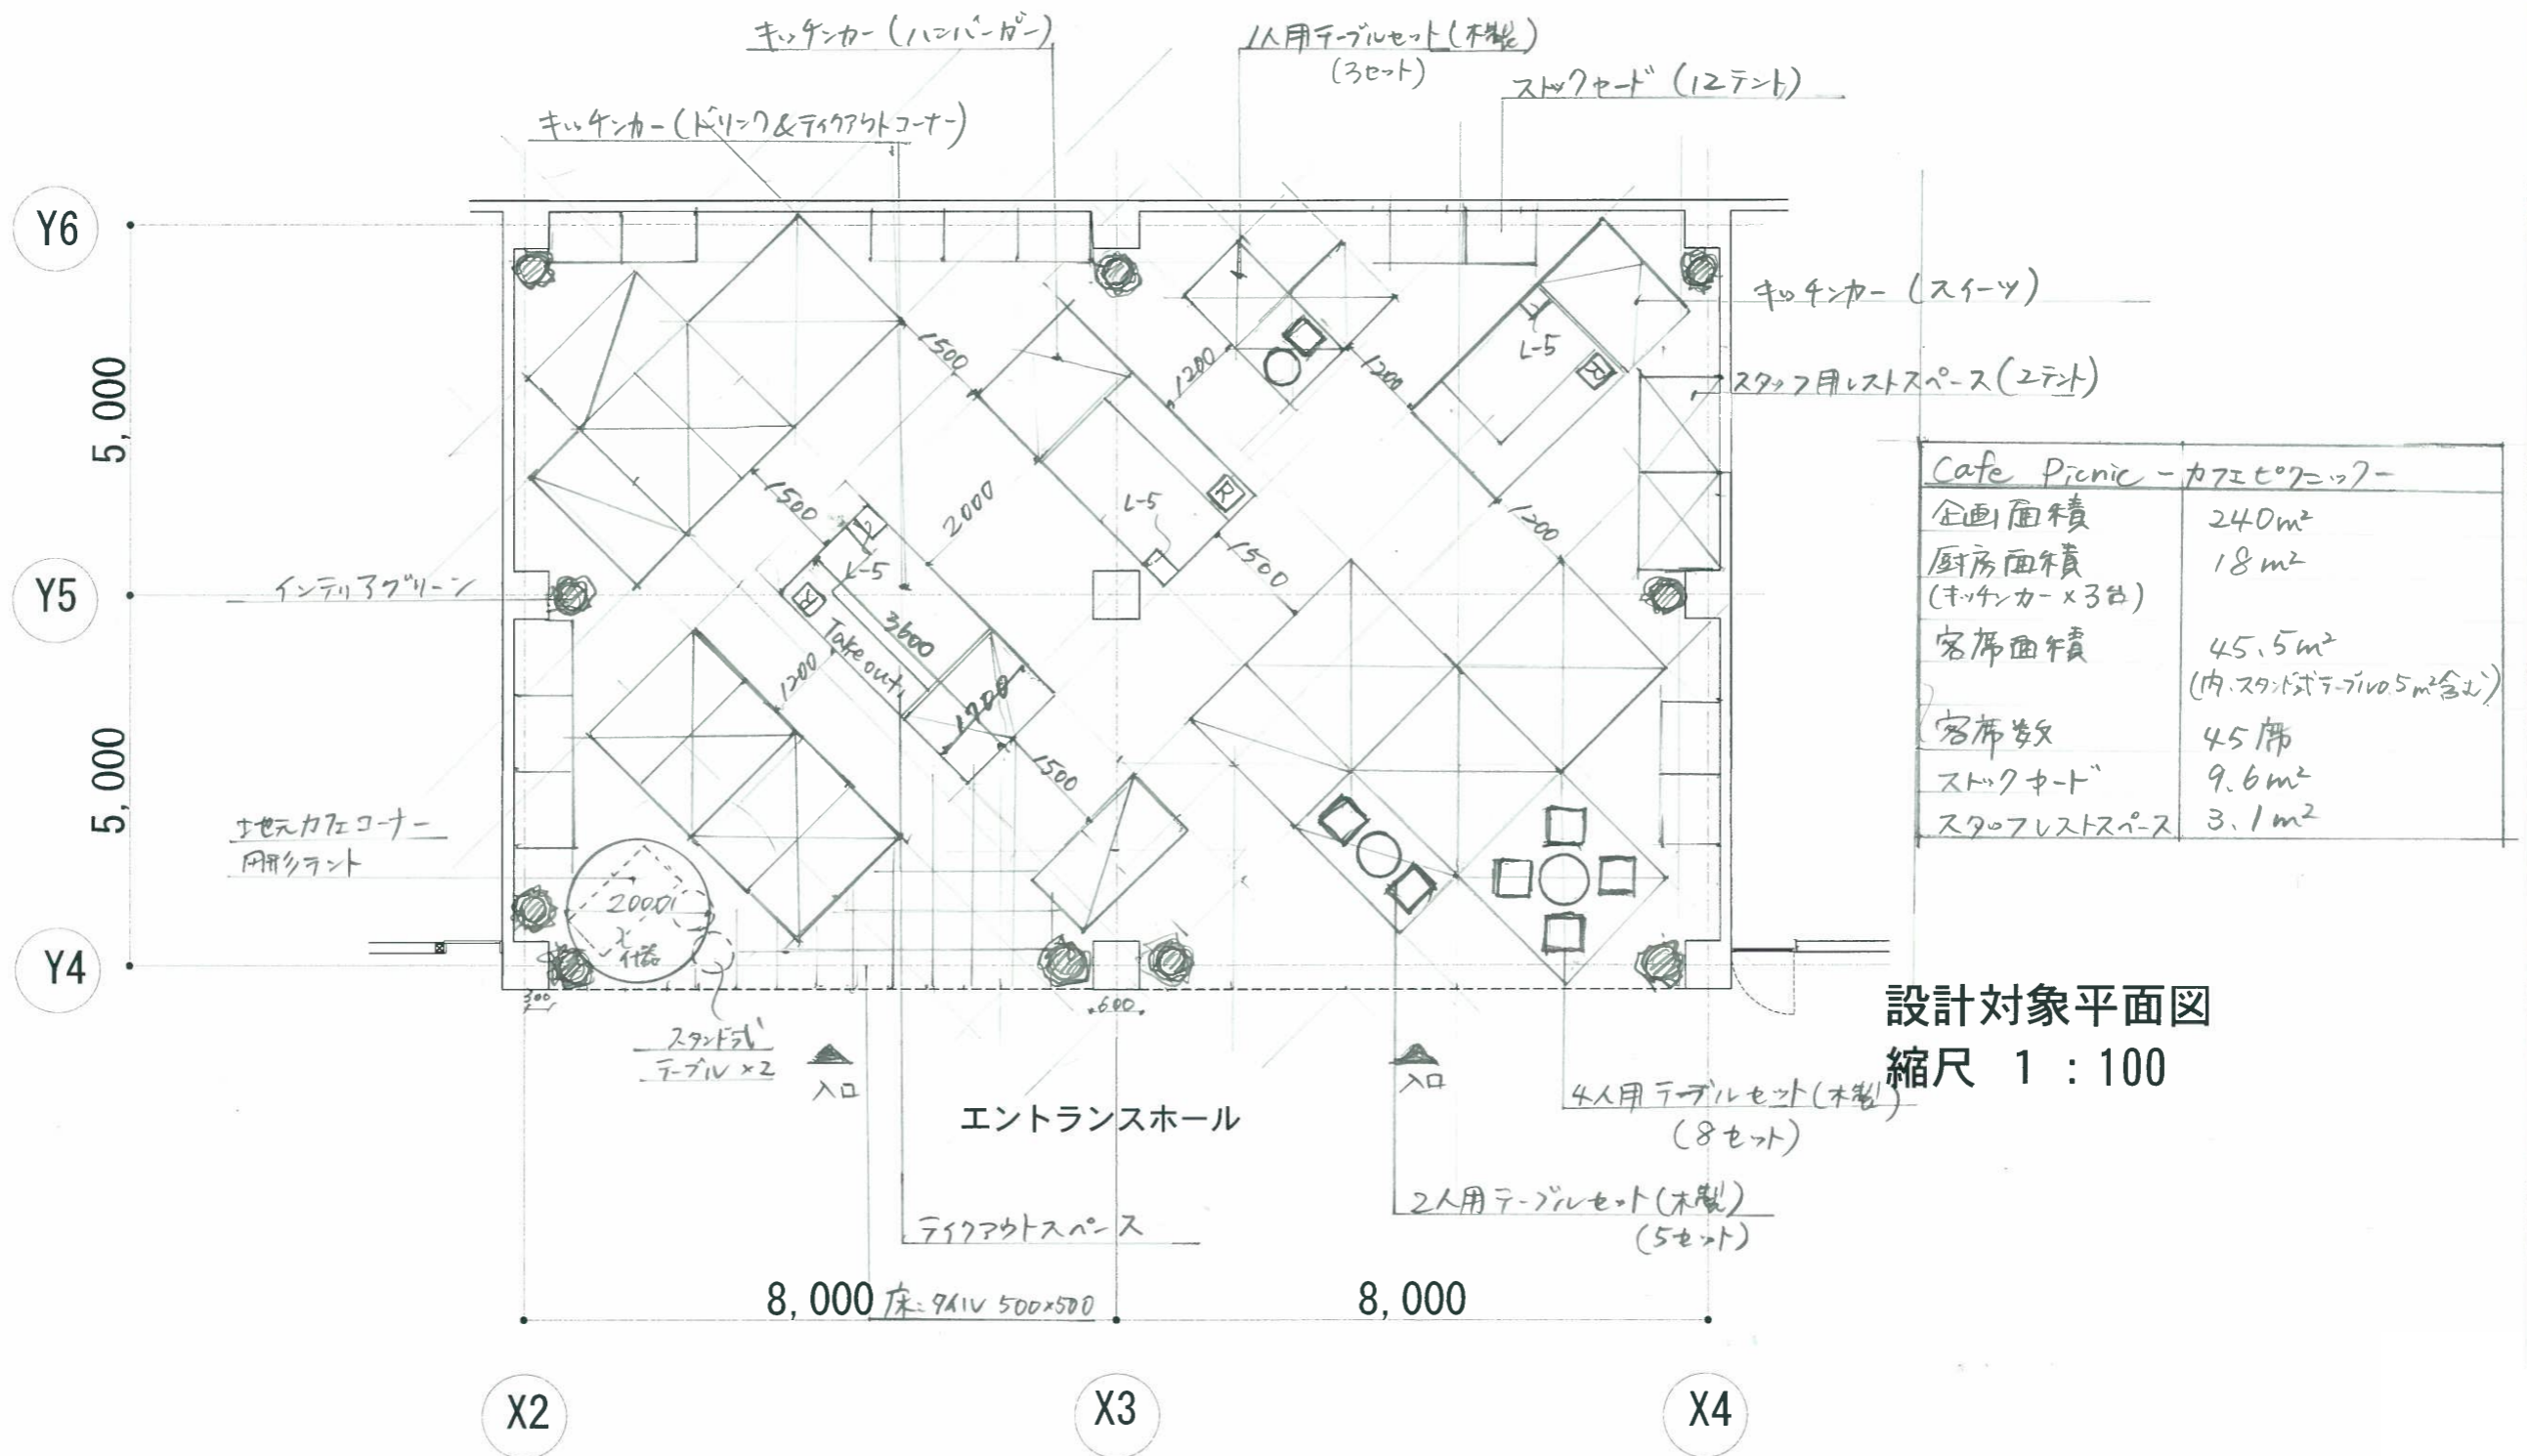 キッチンカー(ハンバーガー)
1人用テーブルセット(木製)
(3セット)
ストックヤード(12テント)
キッチンカー(ドリンク&テイクアウトコーナー)
Y6
キッチンカー(スイーツ)
L-5
R
1500
1200
1200
スタッフ用レストスペース(2テント)
5,000
1500
2000
L-5
R
1200
1500
Cafe Picnic -カフェピクニック-
企画面積 240m²
厨房面積 18m²
(キッチンカー×3台)
客席面積 45.5m²
(内、スタンド式テーブル0.5m²含む)
客席数 45席
ストックヤード 9.6m²
スタッフレストスペース 3.1m²
インテリアグリーン
Y5
L-5
R
3600
Take out
1200
1700
1500
5,000
地元カフェコーナー
円形テント
2000
什器
Y4
300
600
スタンド式
テーブル×2
入口
入口
エントランスホール
設計対象平面図
縮尺 1:100
4人用テーブルセット(木製)
(8セット)
2人用テーブルセット(木製)
(5セット)
テイクアウトスペース
8,000
床:タイル 500×500
8,000
X2
X3
X4